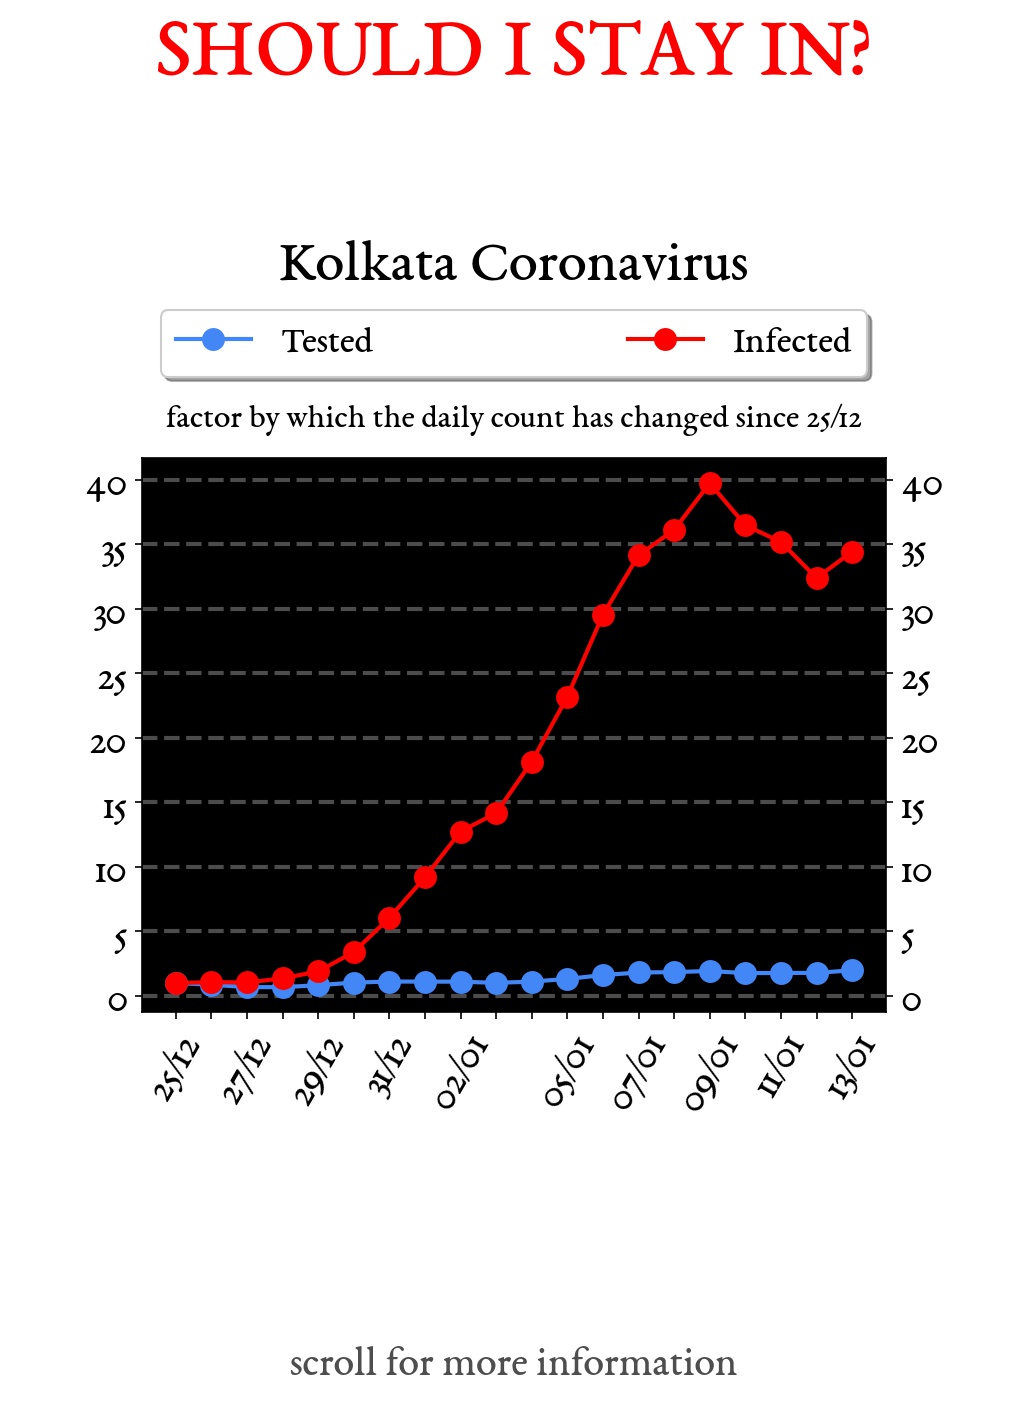 SHOULD I STAY IN?
Kolkata Coronavirus
Tested Infected
factor by which the daily count has changed since 25/12
40 40
35 35
30 30
25 25
20 20
15 15
10 10
5 5
0 0
25/12 27/12 29/12 31/12 02/01 05/01 07/01 09/01 11/01 13/01
scroll for more information